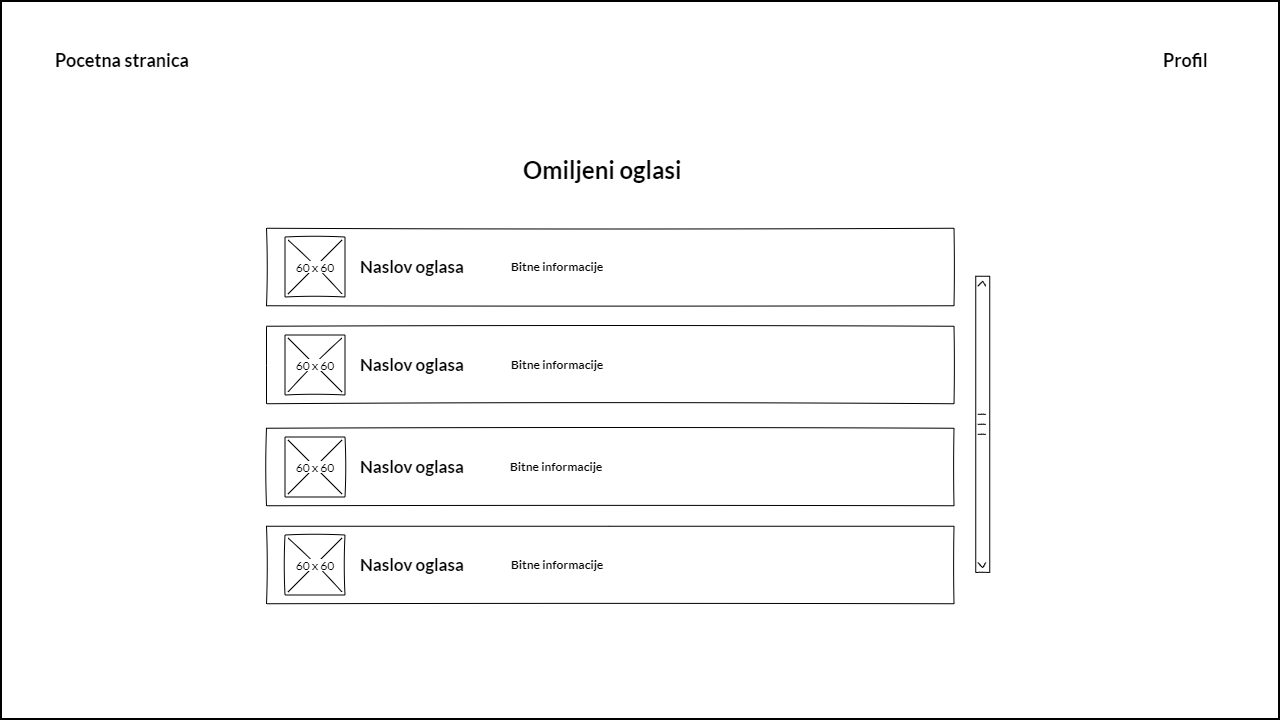 Pocetna stranica
Profil
Omiljeni oglasi
60 x 60
Naslov oglasa
Bitne informacije
60 x 60
Naslov oglasa
Bitne informacije
60 x 60
Naslov oglasa
Bitne informacije
60 x 60
Naslov oglasa
Bitne informacije